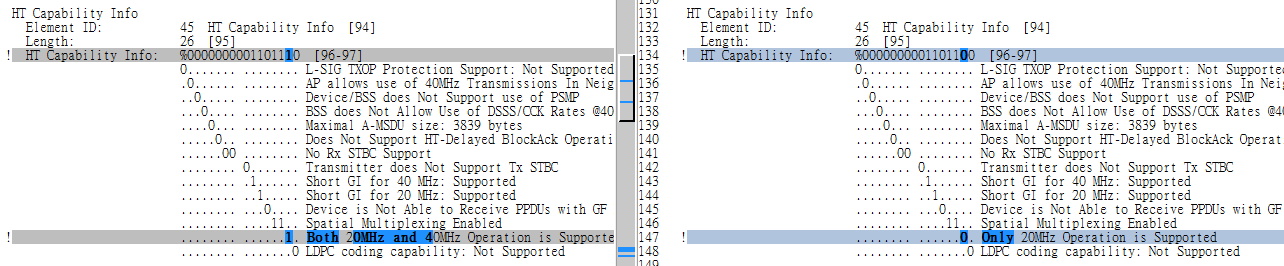 HT Capability Info
Element ID: 45 HT Capability Info [94]
Length: 26 [95]
! HT Capability Info: %0000000001101110 [96-97]
0....... ........ L-SIG TXOP Protection Support: Not Supported
.0...... ........ AP allows use of 40MHz Transmissions In Neig
..0..... ........ Device/BSS does Not Support use of PSMP
...0.... ........ BSS does Not Allow Use of DSSS/CCK Rates @40
....0... ........ Maximal A-MSDU size: 3839 bytes
.....0.. ........ Does Not Support HT-Delayed BlockAck Operati
......00 ........ No Rx STBC Support
........ 0....... Transmitter does Not Support Tx STBC
........ .1...... Short GI for 40 MHz: Supported
........ ..1..... Short GI for 20 MHz: Supported
........ ...0.... Device is Not Able to Receive PPDUs with GF
........ ....11.. Spatial Multiplexing Enabled
! ........ ......1. Both 20MHz and 40MHz Operation is Supporte
........ .......0 LDPC coding capability: Not Supported
131 HT Capability Info
132 Element ID: 45 HT Capability Info [94]
133 Length: 26 [95]
134 ! HT Capability Info: %0000000001101100 [96-97]
135 0....... ........ L-SIG TXOP Protection Support: Not Supported
136 .0...... ........ AP allows use of 40MHz Transmissions In Neig
137 ..0..... ........ Device/BSS does Not Support use of PSMP
138 ...0.... ........ BSS does Not Allow Use of DSSS/CCK Rates @40
139 ....0... ........ Maximal A-MSDU size: 3839 bytes
140 .....0.. ........ Does Not Support HT-Delayed BlockAck Operat
141 ......00 ........ No Rx STBC Support
142 ........ 0....... Transmitter does Not Support Tx STBC
143 ........ .1...... Short GI for 40 MHz: Supported
144 ........ ..1..... Short GI for 20 MHz: Supported
145 ........ ...0.... Device is Not Able to Receive PPDUs with GF
146 ........ ....11.. Spatial Multiplexing Enabled
147 ! ........ ......0. Only 20MHz Operation is Supported
148 ........ .......0 LDPC coding capability: Not Supported